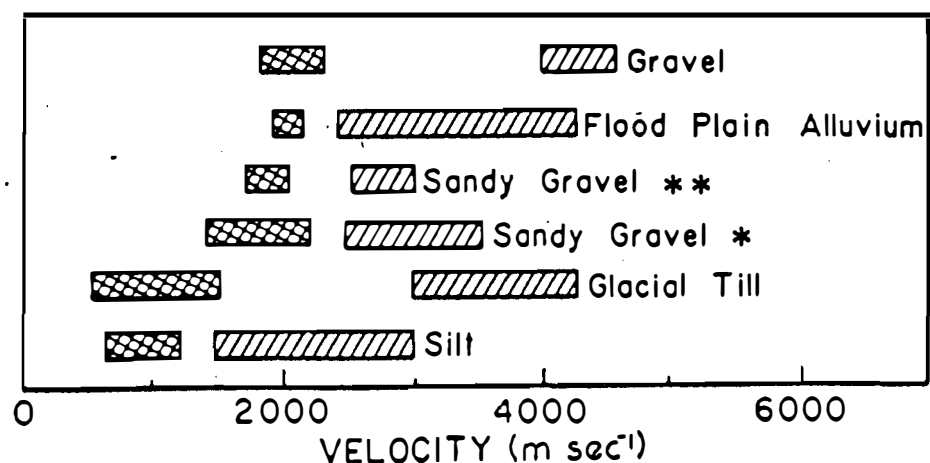 Gravel
Flood Plain Alluvium
Sandy Gravel **
Sandy Gravel *
Glacial Till
Silt
0 2000 4000 6000
VELOCITY (m sec⁻¹)